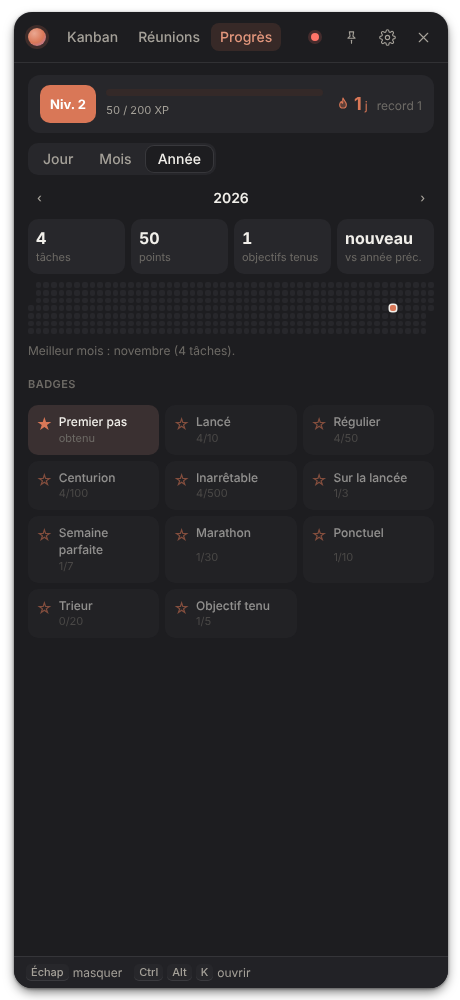 Kanban Réunions Progrès
Niv. 2
50 / 200 XP
1 j record 1
Jour Mois Année
‹ 2026 ›
4 50 1 nouveau
tâches points objectifs tenus vs année préc.
Meilleur mois : novembre (4 tâches).
BADGES
Premier pas Lancé Régulier
obtenu 4/10 4/50
Centurion Inarrêtable Sur la lancée
4/100 4/500 1/3
Semaine parfaite Marathon Ponctuel
1/7 1/30 1/10
Trieur Objectif tenu
0/20 1/5
Échap masquer Ctrl Alt K ouvrir